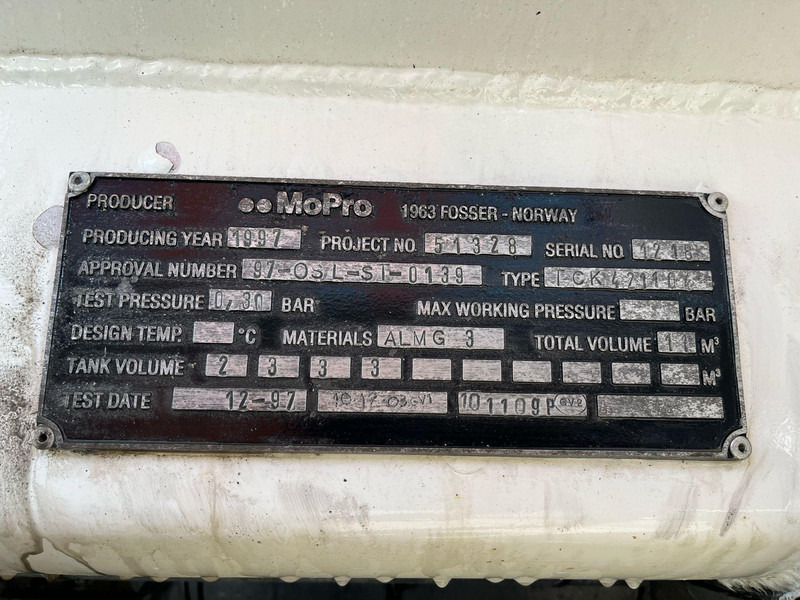 PRODUCER MoPro 1963 FOSSER - NORWAY
PRODUCING YEAR 1997 PROJECT NO 51328 SERIAL NO
APPROVAL NUMBER 97-OSL-ST-0139 TYPE
TEST PRESSURE 0,30 BAR MAX WORKING PRESSURE BAR
DESIGN TEMP. °C MATERIALS ALMG 3 TOTAL VOLUME 11 M³
TANK VOLUME 2 3 3 3 M³
TEST DATE 12-97 101109P